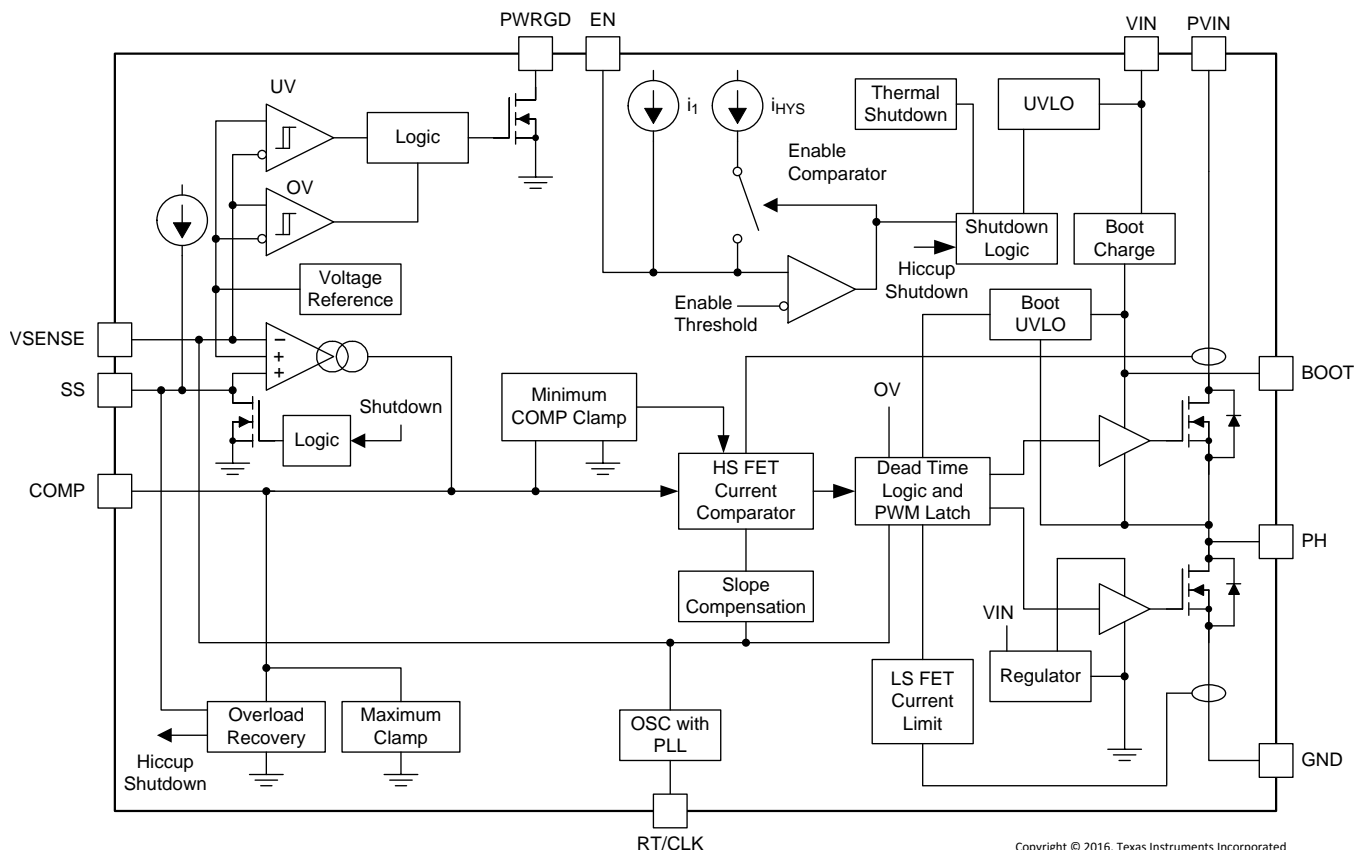 PWRGD
EN
VIN
PVIN
UV
i1
iHYS
Thermal
Shutdown
UVLO
Logic
Enable
Comparator
OV
Shutdown
Logic
Boot
Charge
Hiccup
Shutdown
Voltage
Reference
Enable
Threshold
Boot
UVLO
VSENSE
−
+
+
SS
BOOT
Shutdown
Logic
Minimum
COMP Clamp
OV
COMP
HS FET
Current
Comparator
Dead Time
Logic and
PWM Latch
PH
Slope
Compensation
VIN
Regulator
LS FET
Current
Limit
Overload
Recovery
Maximum
Clamp
OSC with
PLL
Hiccup
Shutdown
GND
RT/CLK
Copyright © 2016, Texas Instruments Incorporated